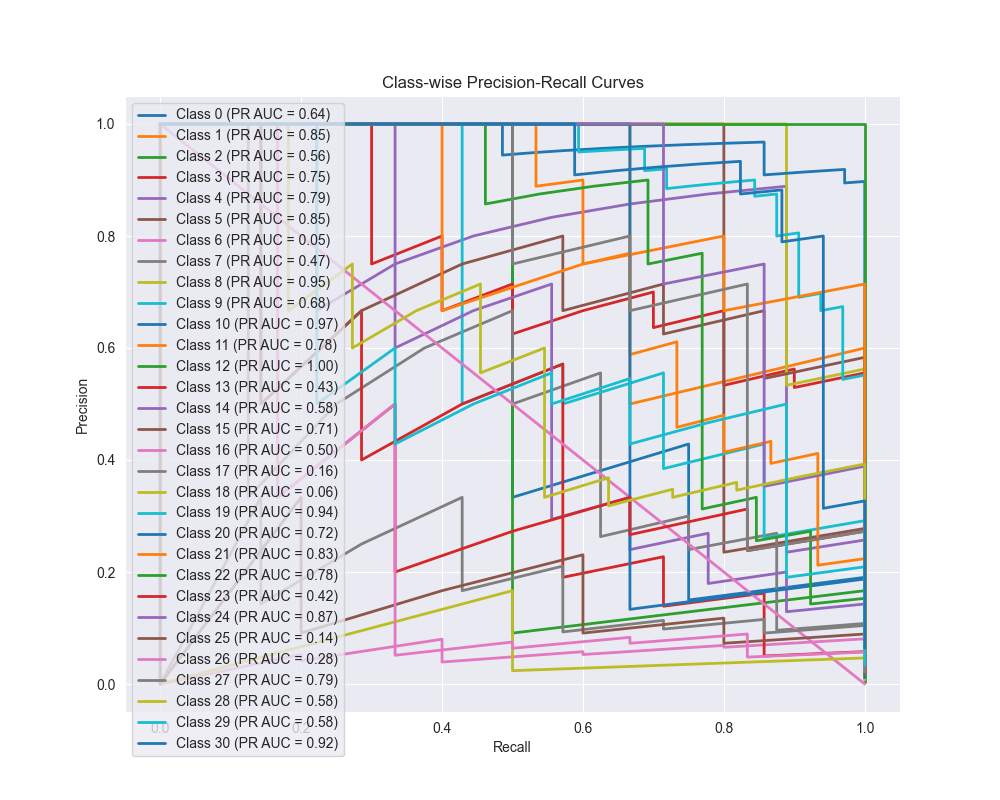 Class-wise Precision-Recall Curves
1.0
0.8
0.6
0.4
0.2
0.0
Precision
Class 0 (PR AUC = 0.64)
Class 1 (PR AUC = 0.85)
Class 2 (PR AUC = 0.56)
Class 3 (PR AUC = 0.75)
Class 4 (PR AUC = 0.79)
Class 5 (PR AUC = 0.85)
Class 6 (PR AUC = 0.05)
Class 7 (PR AUC = 0.47)
Class 8 (PR AUC = 0.95)
Class 9 (PR AUC = 0.68)
Class 10 (PR AUC = 0.97)
Class 11 (PR AUC = 0.78)
Class 12 (PR AUC = 1.00)
Class 13 (PR AUC = 0.43)
Class 14 (PR AUC = 0.58)
Class 15 (PR AUC = 0.71)
Class 16 (PR AUC = 0.50)
Class 17 (PR AUC = 0.16)
Class 18 (PR AUC = 0.06)
Class 19 (PR AUC = 0.94)
Class 20 (PR AUC = 0.72)
Class 21 (PR AUC = 0.83)
Class 22 (PR AUC = 0.78)
Class 23 (PR AUC = 0.42)
Class 24 (PR AUC = 0.87)
Class 25 (PR AUC = 0.14)
Class 26 (PR AUC = 0.28)
Class 27 (PR AUC = 0.79)
Class 28 (PR AUC = 0.58)
Class 29 (PR AUC = 0.58)
Class 30 (PR AUC = 0.92)
0.0 0.2 0.4 0.6 0.8 1.0
Recall